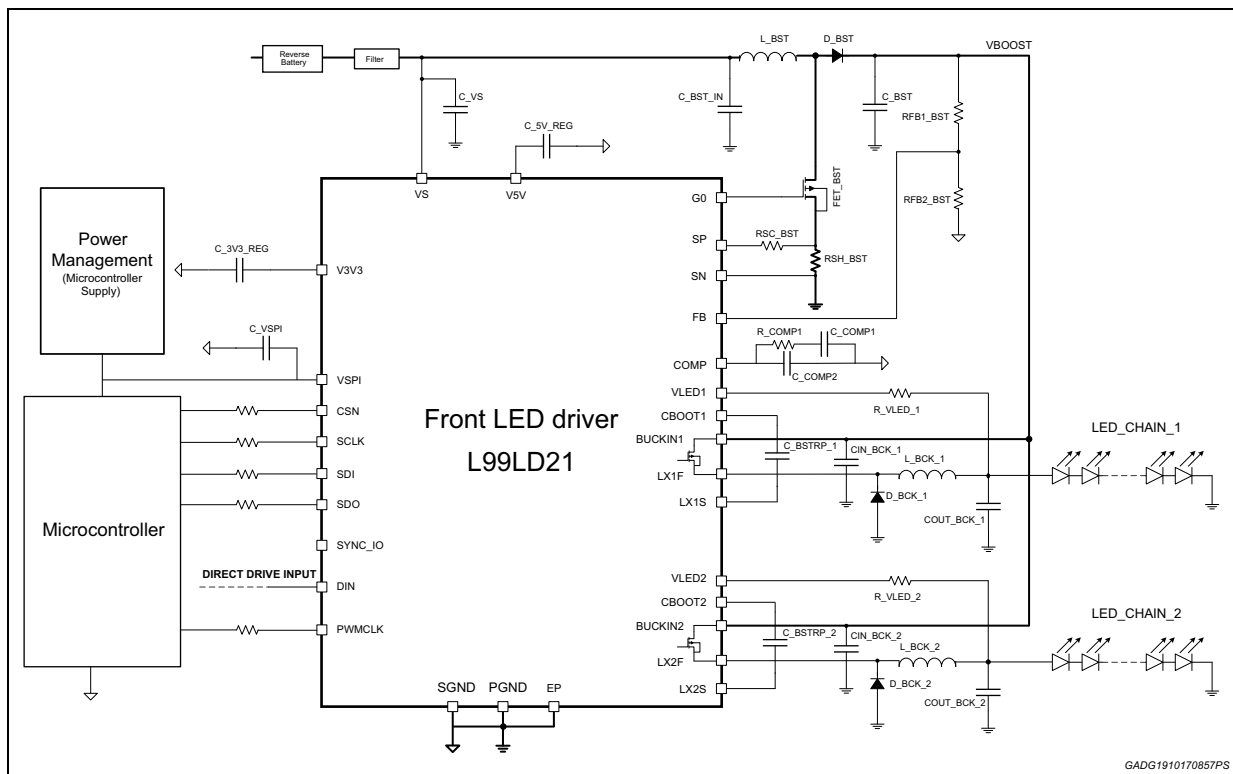 L_BST
D_BST
VBOOST
Reverse
Battery
Filter
C_VS
C_BST_IN
C_BST
RFB1_BST
C_5V_REG
FET_BST
RFB2_BST
VS
V5V
G0
Power
Management
(Microcontroller
Supply)
C_3V3_REG
V3V3
SP
RSC_BST
RSH_BST
SN
FB
C_VSPI
R_COMP1
C_COMP1
COMP
C_COMP2
VSPI
VLED1
R_VLED_1
CSN
CBOOT1
Front LED driver
L99LD21
SCLK
BUCKIN1
C_BSTRP_1
CIN_BCK_1
L_BCK_1
LED_CHAIN_1
SDI
LX1F
D_BCK_1
SDO
LX1S
COUT_BCK_1
Microcontroller
SYNC_IO
DIRECT DRIVE INPUT
DIN
VLED2
R_VLED_2
CBOOT2
PWMCLK
BUCKIN2
C_BSTRP_2
CIN_BCK_2
L_BCK_2
LED_CHAIN_2
LX2F
D_BCK_2
LX2S
COUT_BCK_2
SGND
PGND
EP
GADG1910170857PS